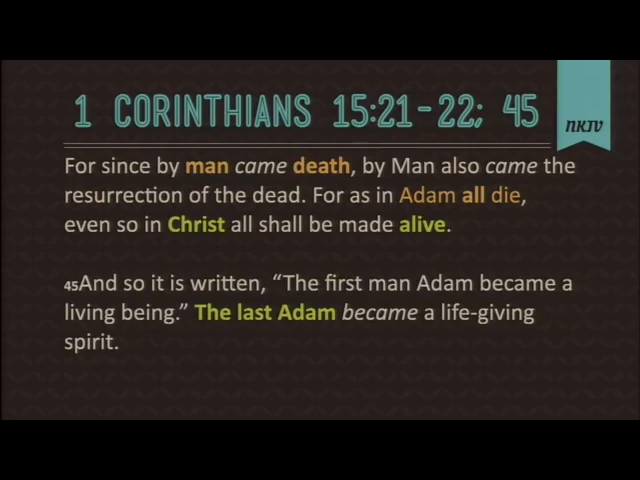 1 CORINTHIANS 15:21-22; 45
NKJV
For since by man came death, by Man also came the
resurrection of the dead. For as in Adam all die,
even so in Christ all shall be made alive.
45And so it is written, “The first man Adam became a
living being.” The last Adam became a life-giving
spirit.